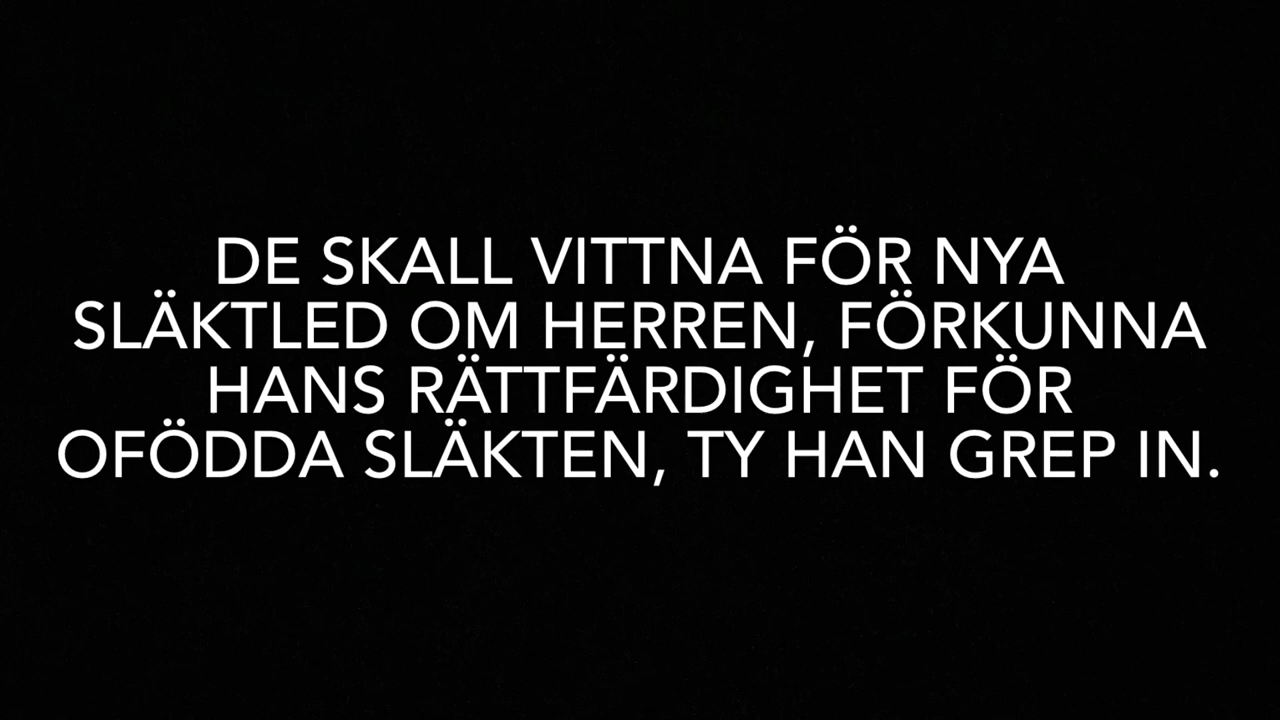 DE SKALL VITTNA FÖR NYA
SLÄKTLED OM HERREN, FÖRKUNNA
HANS RÄTTFÄRDIGHET FÖR
OFÖDDA SLÄKTEN, TY HAN GREP IN.